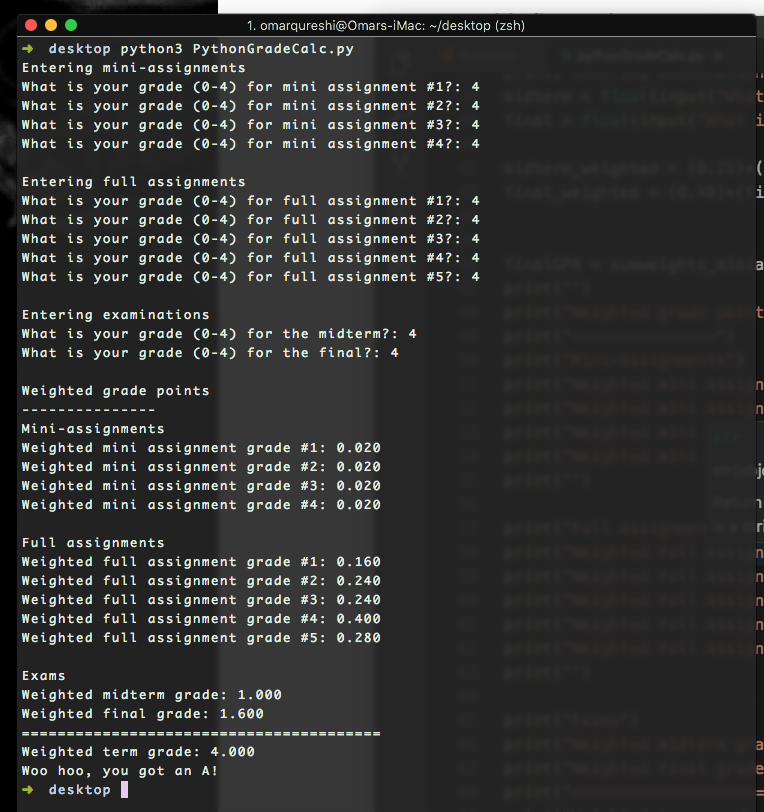 1. omarqureshi@Omars-iMac: ~/desktop (zsh)
➜ desktop python3 PythonGradeCalc.py
Entering mini-assignments
What is your grade (0-4) for mini assignment #1?: 4
What is your grade (0-4) for mini assignment #2?: 4
What is your grade (0-4) for mini assignment #3?: 4
What is your grade (0-4) for mini assignment #4?: 4
Entering full assignments
What is your grade (0-4) for full assignment #1?: 4
What is your grade (0-4) for full assignment #2?: 4
What is your grade (0-4) for full assignment #3?: 4
What is your grade (0-4) for full assignment #4?: 4
What is your grade (0-4) for full assignment #5?: 4
Entering examinations
What is your grade (0-4) for the midterm?: 4
What is your grade (0-4) for the final?: 4
Weighted grade points
---------------
Mini-assignments
Weighted mini assignment grade #1: 0.020
Weighted mini assignment grade #2: 0.020
Weighted mini assignment grade #3: 0.020
Weighted mini assignment grade #4: 0.020
Full assignments
Weighted full assignment grade #1: 0.160
Weighted full assignment grade #2: 0.240
Weighted full assignment grade #3: 0.240
Weighted full assignment grade #4: 0.400
Weighted full assignment grade #5: 0.280
Exams
Weighted midterm grade: 1.000
Weighted final grade: 1.600
========================================
Weighted term grade: 4.000
Woo hoo, you got an A!
➜ desktop